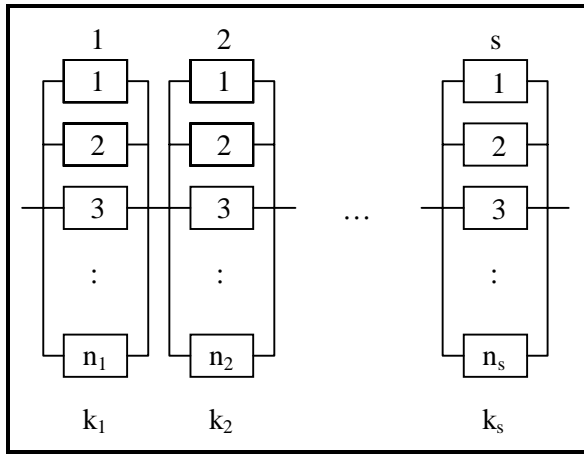 1 2 s
1 1 1
2 2 2
3 3 ... 3
: : :
n₁ n₂ nₛ
k₁ k₂ kₛ